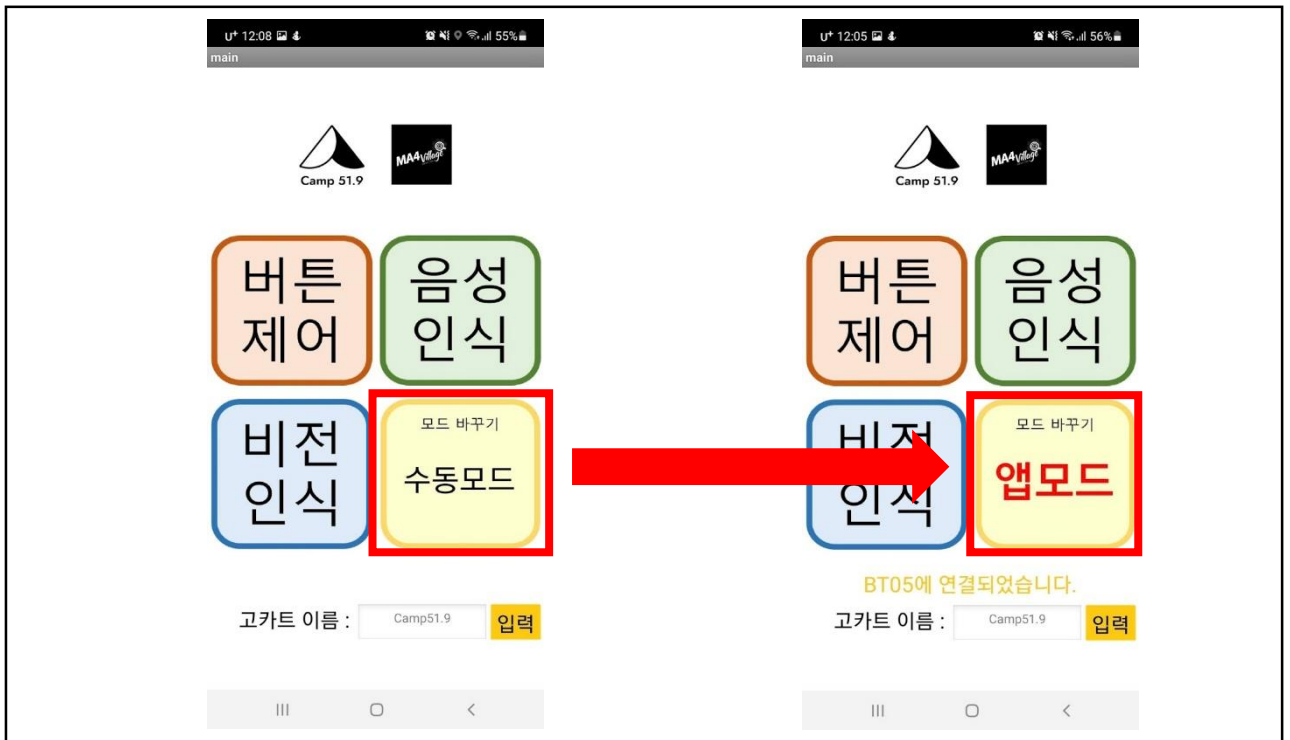 U+ 12:08 55%
main
Camp 51.9
MA4Village
버튼
제어
음성
인식
비전
인식
모드 바꾸기
수동모드
고카트 이름 :
Camp51.9
입력
U+ 12:05 56%
main
Camp 51.9
MA4Village
버튼
제어
음성
인식
비전
인식
모드 바꾸기
앱모드
BT05에 연결되었습니다.
고카트 이름 :
Camp51.9
입력